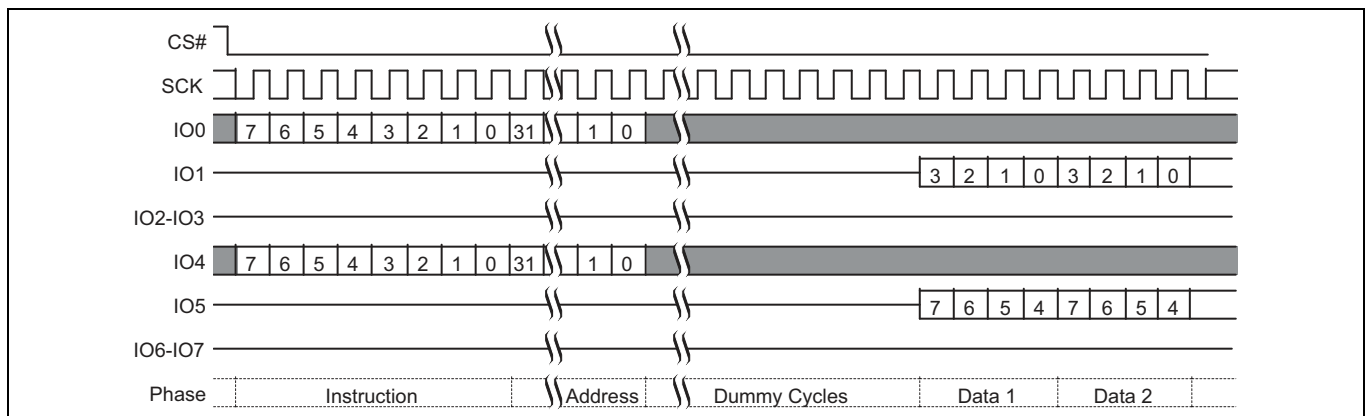 CS#
SCK
IO0 7 6 5 4 3 2 1 0 31 1 0
IO1 3 2 1 0 3 2 1 0
IO2-IO3
IO4 7 6 5 4 3 2 1 0 31 1 0
IO5 7 6 5 4 7 6 5 4
IO6-IO7
Phase Instruction Address Dummy Cycles Data 1 Data 2